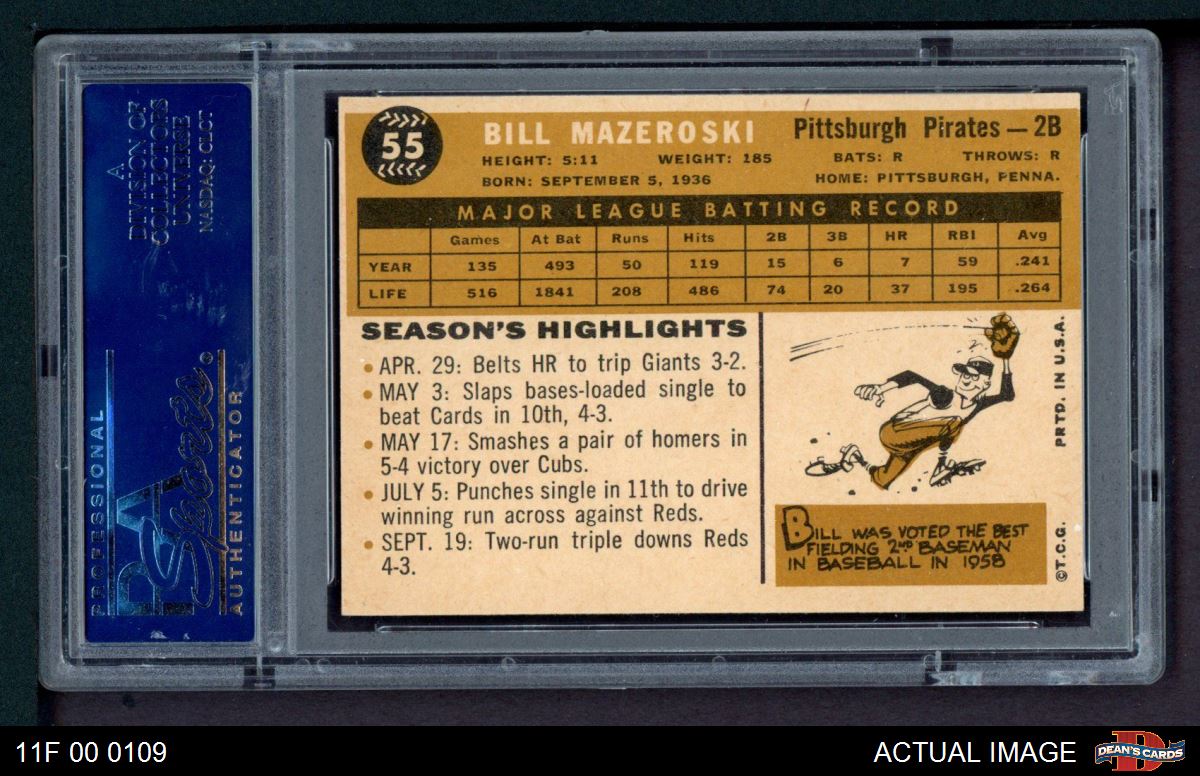 A
DIVISION OF
COLLECTORS
UNIVERSE
NASDAQ: CLCT
PROFESSIONAL
PSA
Sports®
AUTHENTICATOR
55
BILL MAZEROSKI
Pittsburgh Pirates — 2B
HEIGHT: 5:11 WEIGHT: 185 BATS: R THROWS: R
BORN: SEPTEMBER 5, 1936 HOME: PITTSBURGH, PENNA.
MAJOR LEAGUE BATTING RECORD
Games At Bat Runs Hits 2B 3B HR RBI Avg
YEAR 135 493 50 119 15 6 7 59 .241
LIFE 516 1841 208 486 74 20 37 195 .264
SEASON'S HIGHLIGHTS
• APR. 29: Belts HR to trip Giants 3-2.
• MAY 3: Slaps bases-loaded single to
beat Cards in 10th, 4-3.
• MAY 17: Smashes a pair of homers in
5-4 victory over Cubs.
• JULY 5: Punches single in 11th to drive
winning run across against Reds.
• SEPT. 19: Two-run triple downs Reds
4-3.
BILL WAS VOTED THE BEST
FIELDING 2ND BASEMAN
IN BASEBALL IN 1958
©T.C.G. PRTD. IN U.S.A.
11F 00 0109
ACTUAL IMAGE
DEAN'S CARDS